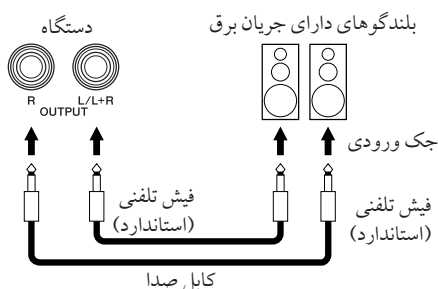 دستگاه
بلندگوهای دارای جریان برق
R
L/L+R
OUTPUT
جک ورودی
فیش تلفنی
(استاندارد)
فیش تلفنی
(استاندارد)
کابل صدا